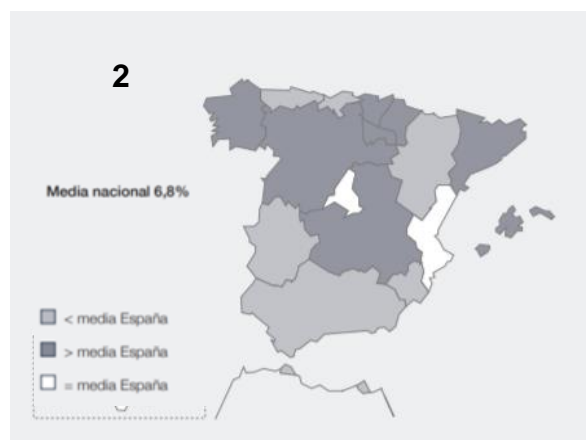 2
Media nacional 6,8%
< media España
> media España
= media España